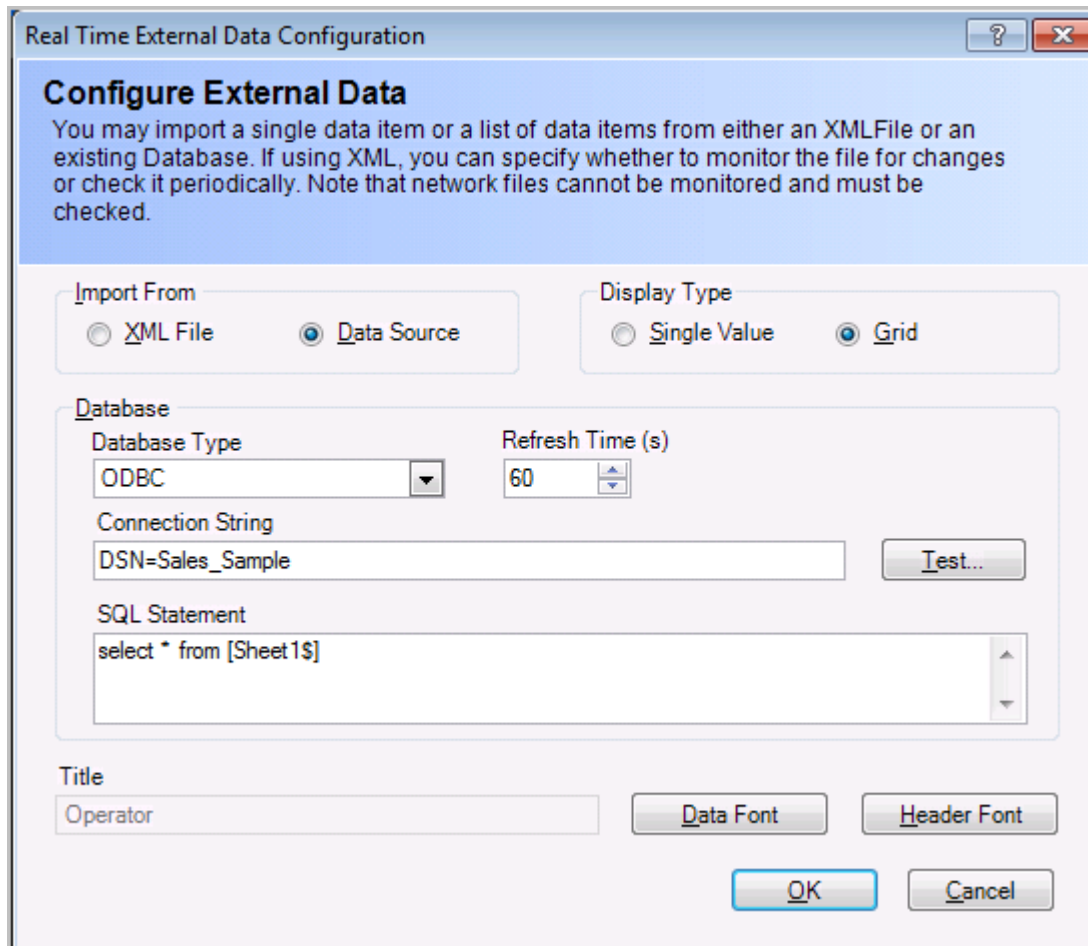 Real Time External Data Configuration
Configure External Data
You may import a single data item or a list of data items from either an XMLFile or an
existing Database. If using XML, you can specify whether to monitor the file for changes
or check it periodically. Note that network files cannot be monitored and must be
checked.
Import From
XML File
Data Source
Display Type
Single Value
Grid
Database
Database Type
Refresh Time (s)
ODBC
60
Connection String
DSN=Sales_Sample
Test...
SQL Statement
select * from [Sheet1$]
Title
Operator
Data Font
Header Font
OK
Cancel